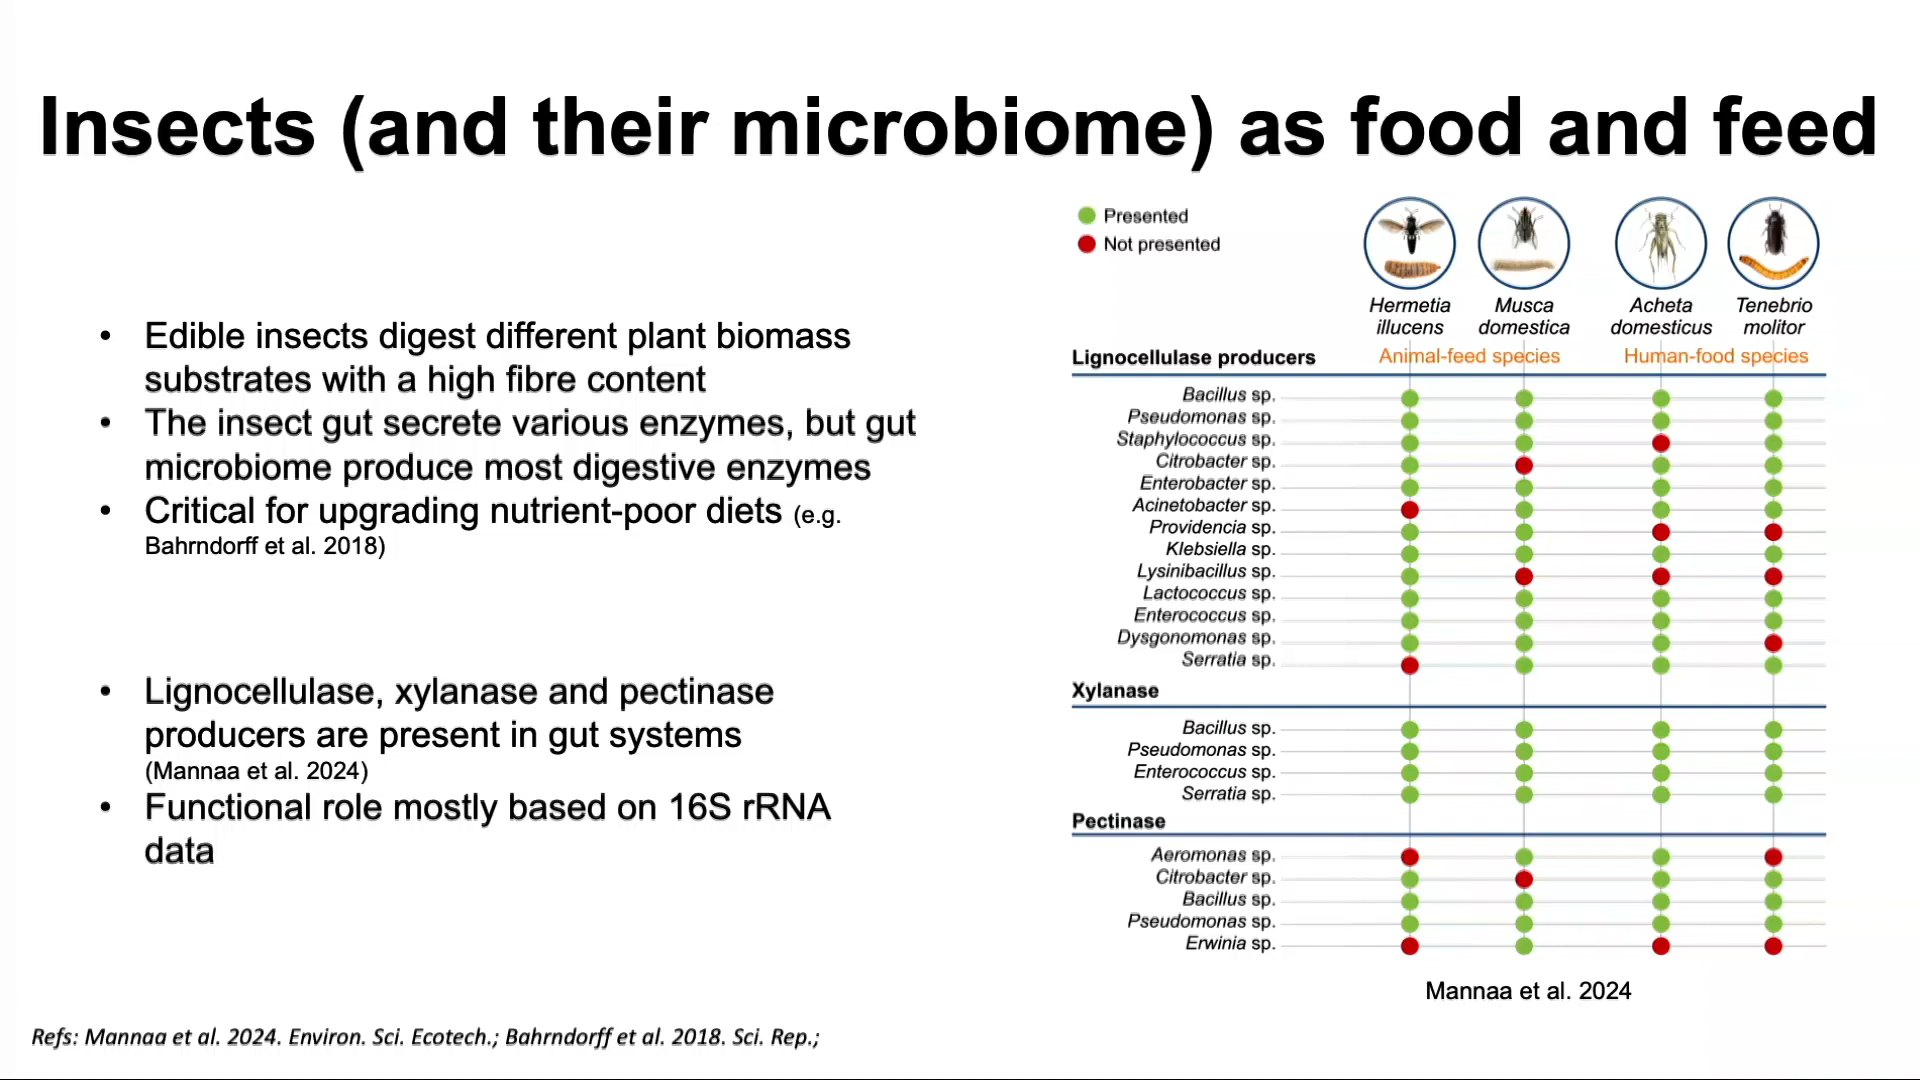 Insects (and their microbiome) as food and feed
• Edible insects digest different plant biomass
substrates with a high fibre content
• The insect gut secrete various enzymes, but gut
microbiome produce most digestive enzymes
• Critical for upgrading nutrient-poor diets (e.g.
Bahrndorff et al. 2018)
• Lignocellulase, xylanase and pectinase
producers are present in gut systems
(Mannaa et al. 2024)
• Functional role mostly based on 16S rRNA
data
Presented
Not presented
Hermetia
illucens
Musca
domestica
Acheta
domesticus
Tenebrio
molitor
Lignocellulase producers
Animal-feed species
Human-food species
Bacillus sp.
Pseudomonas sp.
Staphylococcus sp.
Citrobacter sp.
Enterobacter sp.
Acinetobacter sp.
Providencia sp.
Klebsiella sp.
Lysinibacillus sp.
Lactococcus sp.
Enterococcus sp.
Dysgonomonas sp.
Serratia sp.
Xylanase
Bacillus sp.
Pseudomonas sp.
Enterococcus sp.
Serratia sp.
Pectinase
Aeromonas sp.
Citrobacter sp.
Bacillus sp.
Pseudomonas sp.
Erwinia sp.
Mannaa et al. 2024
Refs: Mannaa et al. 2024. Environ. Sci. Ecotech.; Bahrndorff et al. 2018. Sci. Rep.;